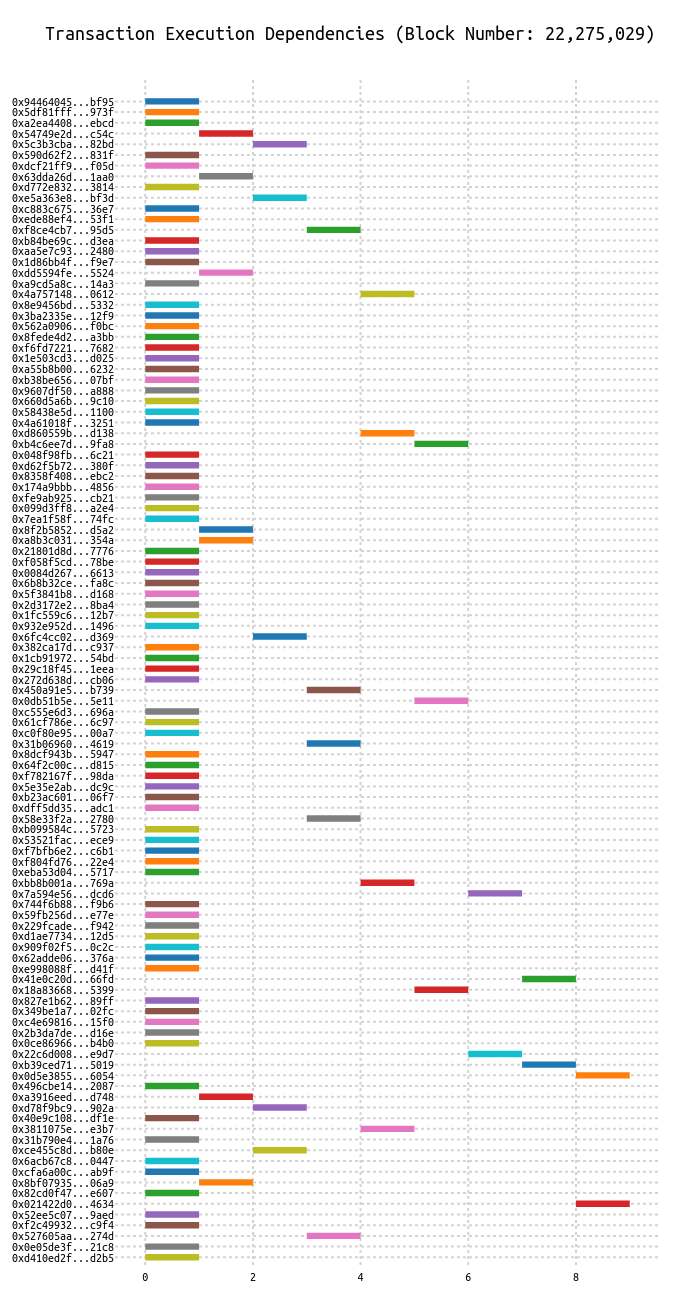 Transaction Execution Dependencies (Block Number: 22,275,029)
0x94464045...bf95
0x5df81fff...973f
0xa2ea4408...ebcd
0x54749e2d...c54c
0x5c3b3cba...82bd
0x590d62f2...831f
0xdcf21ff9...f05d
0x63dda26d...1aa0
0xd772e832...3814
0xe5a363e8...bf3d
0xc883c675...36e7
0xede88ef4...53f1
0xf8ce4cb7...95d5
0xb84be69c...d3ea
0xaa5e7c93...2480
0x1d86bb4f...f9e7
0xdd5594fe...5524
0xa9cd5a8c...14a3
0x4a757148...0612
0x8e9456bd...5332
0x3ba2335e...12f9
0x562a0906...f0bc
0x8fede4d2...a3bb
0xf6fd7221...7682
0x1e503cd3...d025
0xa55b8b00...6232
0xb38be656...07bf
0x9607df50...a888
0x660d5a6b...9c10
0x58438e5d...1100
0x4a61018f...3251
0xd860559b...d138
0xb4c6ee7d...9fa8
0x048f98fb...6c21
0xd62f5b72...380f
0x8358f408...ebc2
0x174a9bbb...4856
0xfe9ab925...cb21
0x099d3ff8...a2e4
0x7ea1f58f...74fc
0x8f2b5852...d5a2
0xa8b3c031...354a
0x21801d8d...7776
0xf058f5cd...78be
0x0084d267...6613
0x6b8b32ce...fa8c
0x5f3841b8...d168
0x2d3172e2...8ba4
0x1fc559c6...12b7
0x932e952d...1496
0x6fc4cc02...d369
0x382ca17d...c937
0x1cb91972...54bd
0x29c18f45...1eea
0x272d638d...cb06
0x450a91e5...b739
0x0db51b5e...5e11
0xc555e6d3...696a
0x61cf786e...6c97
0xc0f80e95...00a7
0x31b06960...4619
0x8dcf943b...5947
0x64f2c00c...d815
0xf782167f...98da
0x5e35e2ab...dc9c
0xb23ac601...06f7
0xdff5dd35...adc1
0x58e33f2a...2780
0xb099584c...5723
0x53521fac...ece9
0xf7bfb6e2...c6b1
0xf804fd76...22e4
0xeba53d04...5717
0xbb8b001a...769a
0x7a594e56...dcd6
0x744f6b88...f9b6
0x59fb256d...e77e
0x229fcade...f942
0xd1ae7734...12d5
0x909f02f5...0c2c
0x62adde06...376a
0xe998088f...d41f
0x41e0c20d...66fd
0x18a83668...5399
0x827e1b62...89ff
0x349be1a7...02fc
0xc4e69816...15f0
0x2b3da7de...d16e
0x0ce86966...b4b0
0x22c6d008...e9d7
0xb39ced71...5019
0x0d5e3855...6054
0x496cbe14...2087
0xa3916eed...d748
0xd78f9bc9...902a
0x40e9c108...df1e
0x3811075e...e3b7
0x31b790e4...1a76
0xce455c8d...b80e
0x6acb67c8...0447
0xcfa6a00c...ab9f
0x8bf07935...06a9
0x82cd0f47...e607
0x021422d0...4634
0x52ee5c07...9aed
0xf2c49932...c9f4
0x527605aa...274d
0x0e05de3f...21c8
0xd410ed2f...d2b5
0 2 4 6 8